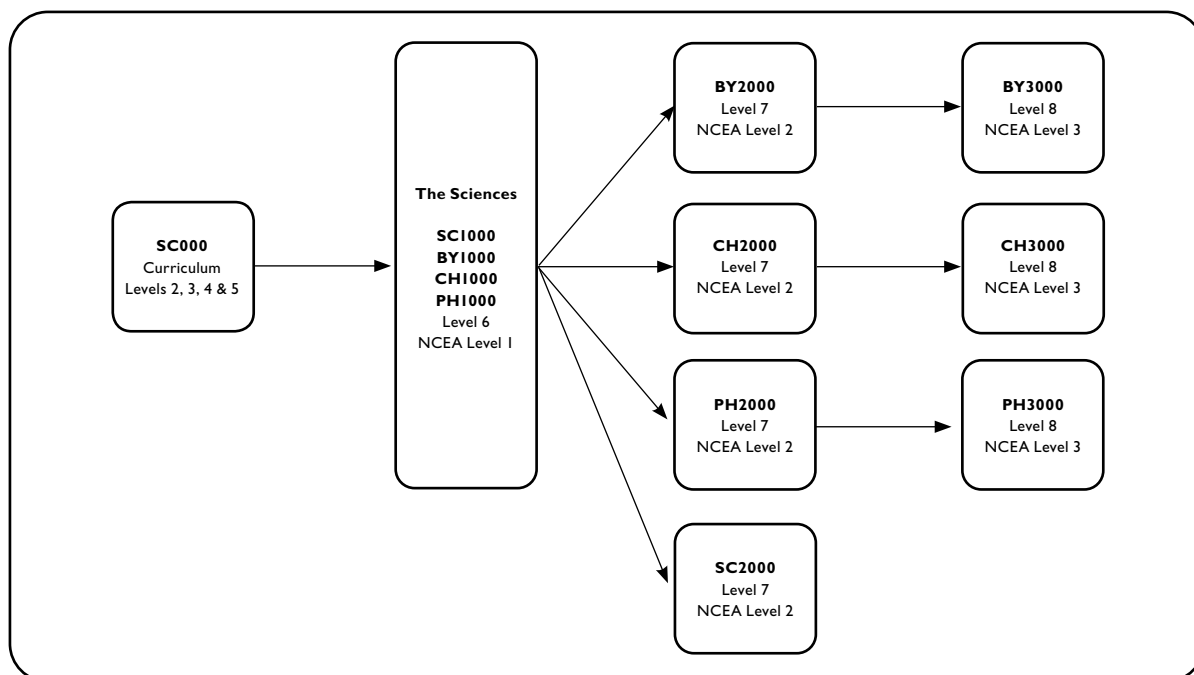 SC000
Curriculum
Levels 2, 3, 4 & 5
The Sciences
SC1000
BY1000
CH1000
PH1000
Level 6
NCEA Level 1
BY2000
Level 7
NCEA Level 2
BY3000
Level 8
NCEA Level 3
CH2000
Level 7
NCEA Level 2
CH3000
Level 8
NCEA Level 3
PH2000
Level 7
NCEA Level 2
PH3000
Level 8
NCEA Level 3
SC2000
Level 7
NCEA Level 2